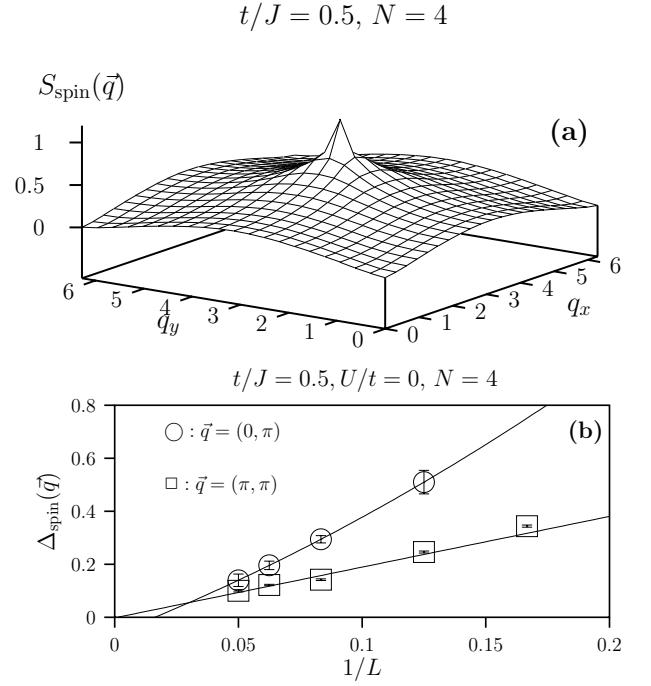 t/J = 0.5, N = 4
S_spin(q⃗)
(a)
1
0.5
0
6 5 4 3 2 1 0
q_y
0 1 2 3 4 5 6
q_x
t/J = 0.5, U/t = 0, N = 4
(b)
○ : q⃗ = (0, π)
□ : q⃗ = (π, π)
Δ_spin(q⃗)
0.8
0.6
0.4
0.2
0
0 0.05 0.1 0.15 0.2
1/L